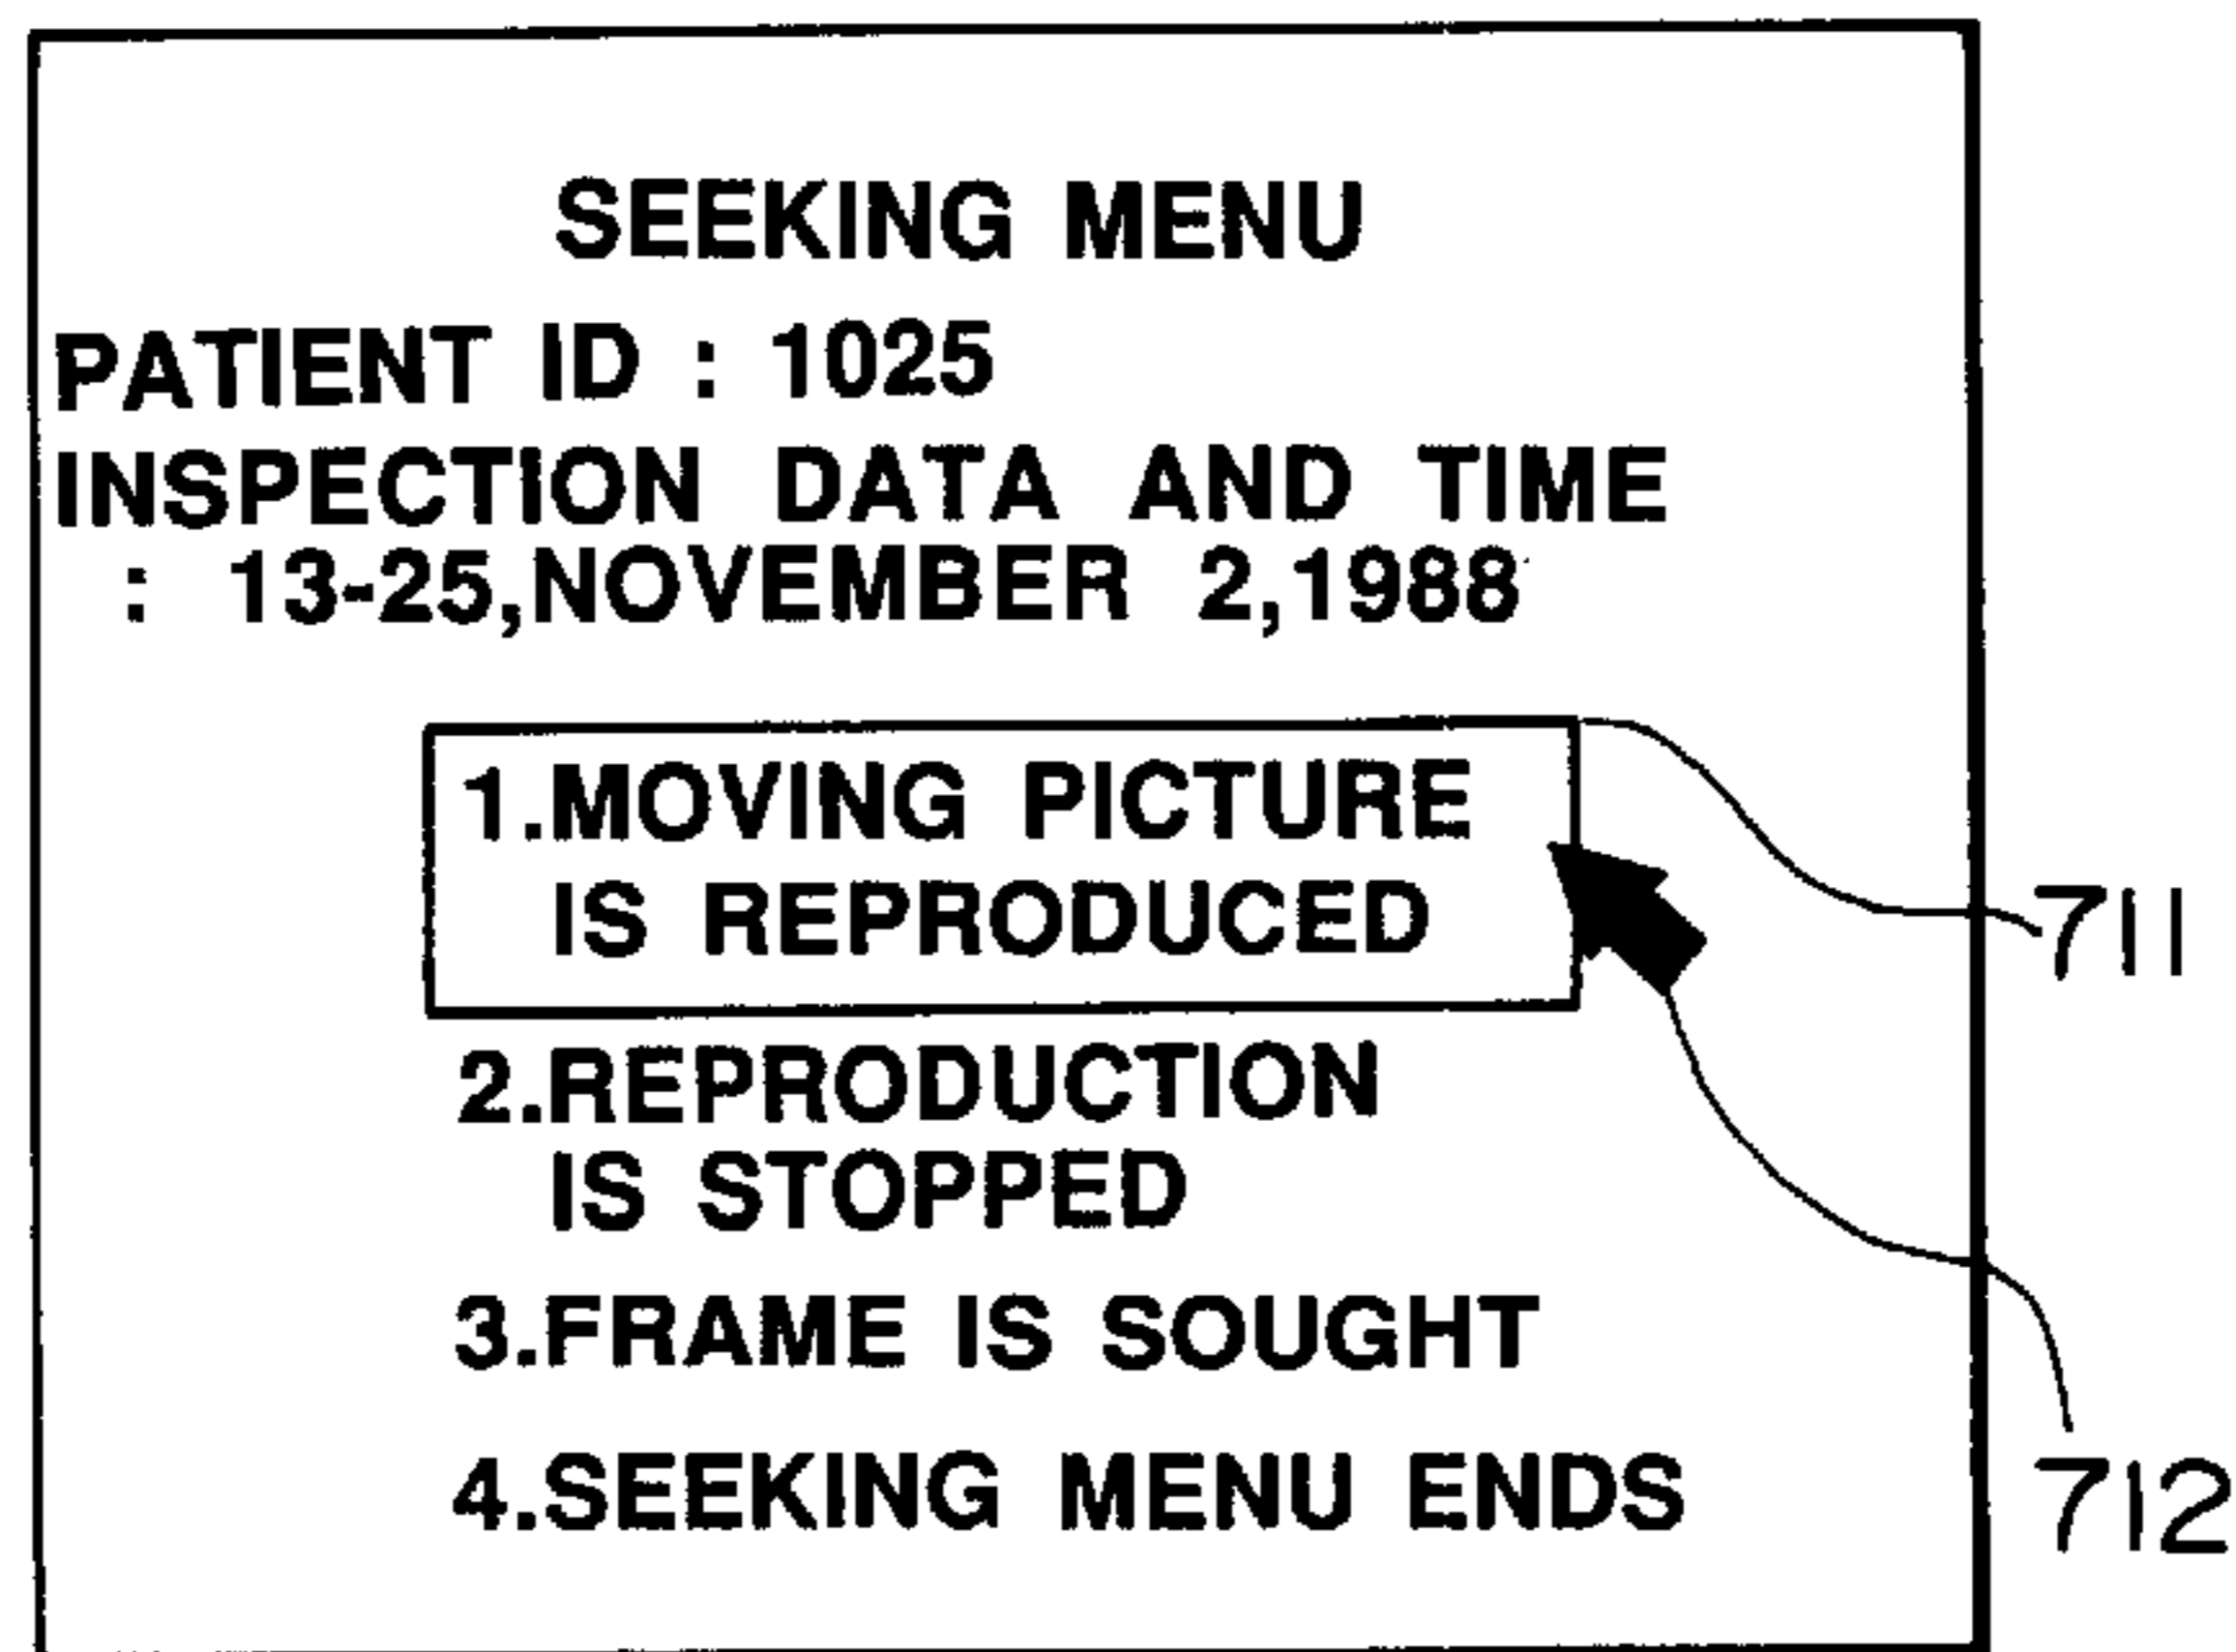 SEEKING MENU
PATIENT ID : 1025
INSPECTION DATA AND TIME
: 13-25,NOVEMBER 2,1988
1.MOVING PICTURE
IS REPRODUCED
711
2.REPRODUCTION
IS STOPPED
3.FRAME IS SOUGHT
4.SEEKING MENU ENDS
712